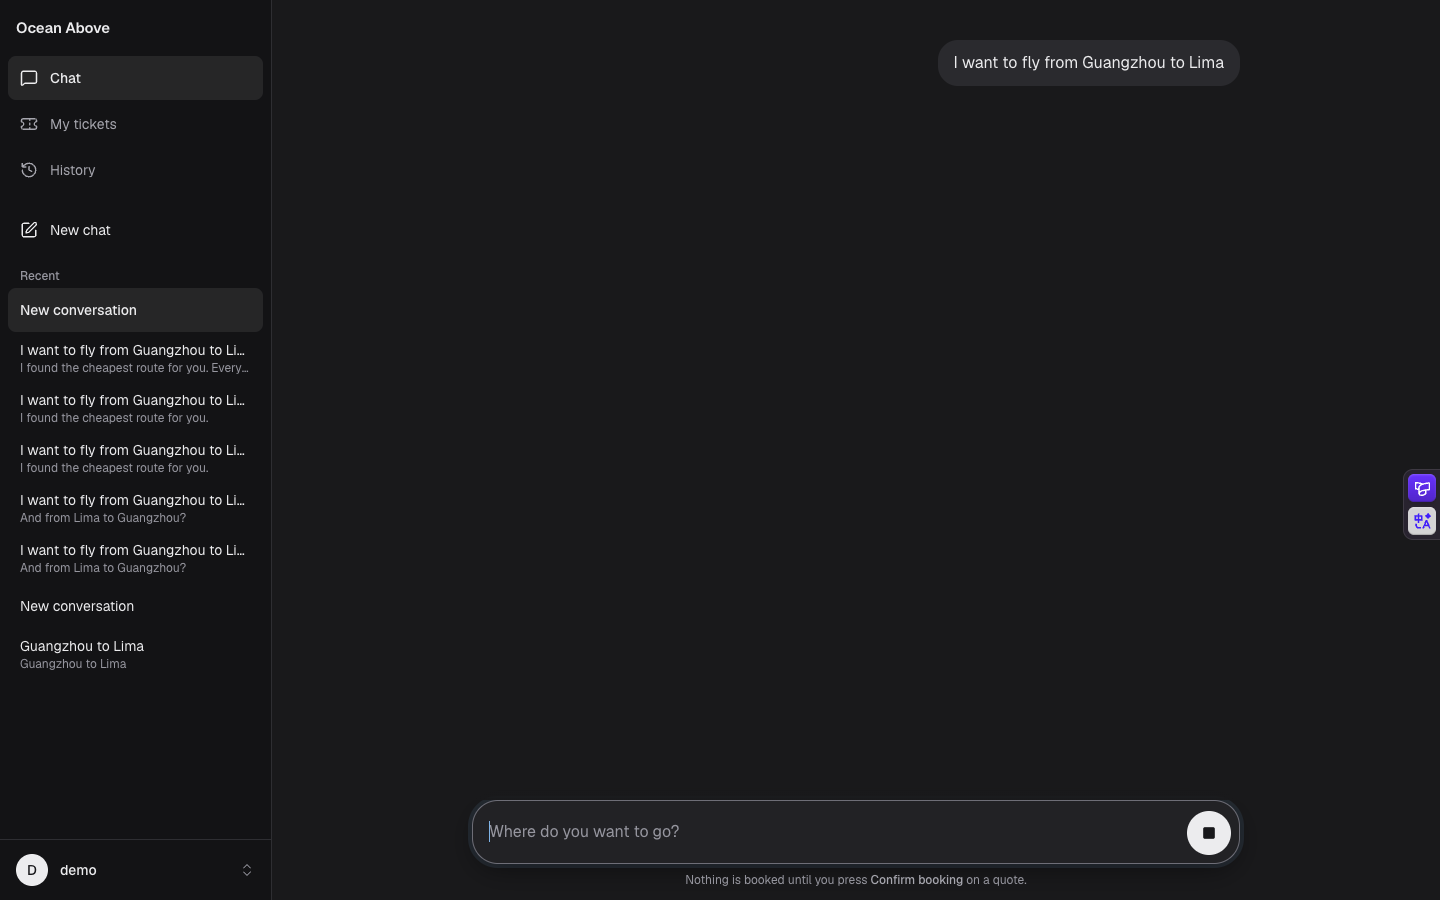 Ocean Above
Chat
My tickets
History
New chat
Recent
New conversation
I want to fly from Guangzhou to Li...
I found the cheapest route for you. Every...
I want to fly from Guangzhou to Li...
I found the cheapest route for you.
I want to fly from Guangzhou to Li...
I found the cheapest route for you.
I want to fly from Guangzhou to Li...
And from Lima to Guangzhou?
I want to fly from Guangzhou to Li...
And from Lima to Guangzhou?
New conversation
Guangzhou to Lima
Guangzhou to Lima
D
demo
I want to fly from Guangzhou to Lima
Where do you want to go?
Nothing is booked until you press Confirm booking on a quote.
中A